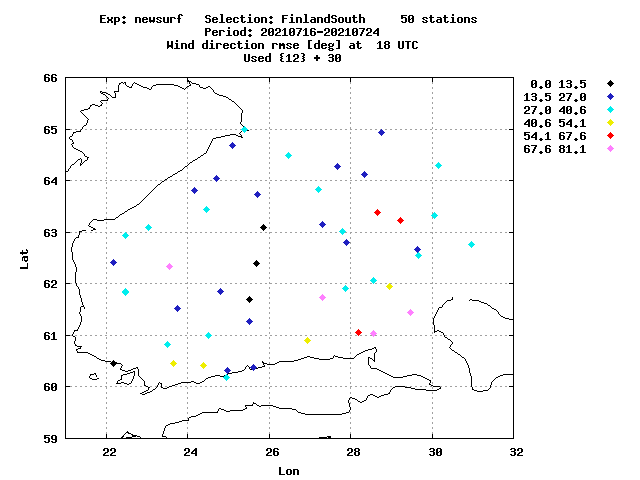 Exp: newsurf   Selection: FinlandSouth     50 stations
Period: 20210716-20210724
Wind direction rmse [deg] at  18 UTC
Used {12} + 30
0.0 13.5
13.5 27.0
27.0 40.6
40.6 54.1
54.1 67.6
67.6 81.1
66
65
64
63
62
61
60
59
Lat
22 24 26 28 30 32
Lon